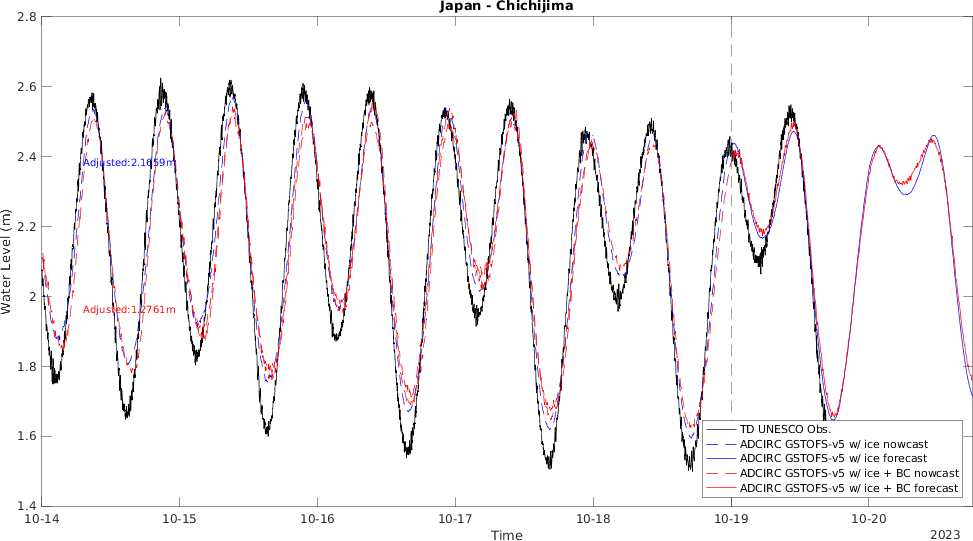 Japan - Chichijima
Water Level (m)
2.8
2.6
2.4
2.2
2
1.8
1.6
1.4
Adjusted:2.1659m
Adjusted:1.2761m
TD UNESCO Obs.
ADCIRC GSTOFS-v5 w/ ice nowcast
ADCIRC GSTOFS-v5 w/ ice forecast
ADCIRC GSTOFS-v5 w/ ice + BC nowcast
ADCIRC GSTOFS-v5 w/ ice + BC forecast
10-14 10-15 10-16 10-17 10-18 10-19 10-20
Time
2023